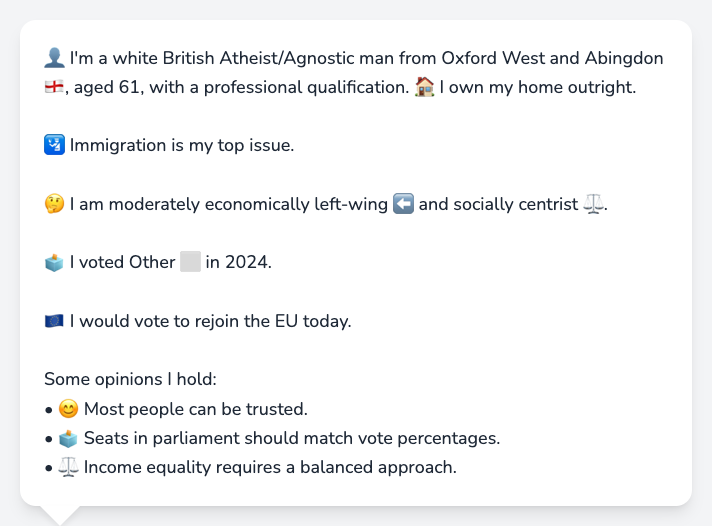 👤 I'm a white British Atheist/Agnostic man from Oxford West and Abingdon
🏴󠁧󠁢󠁥󠁮󠁧󠁿, aged 61, with a professional qualification. 🏠 I own my home outright.
🛂 Immigration is my top issue.
🤔 I am moderately economically left-wing ⬅️ and socially centrist ⚖️.
🗳️ I voted Other ⬜ in 2024.
🇪🇺 I would vote to rejoin the EU today.
Some opinions I hold:
• 😊 Most people can be trusted.
• 🗳️ Seats in parliament should match vote percentages.
• ⚖️ Income equality requires a balanced approach.